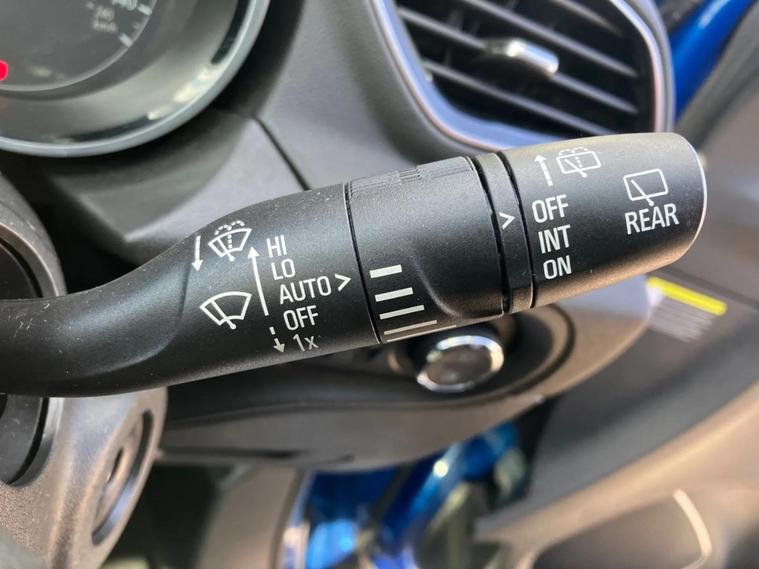 HI
LO
AUTO >
OFF
1x
>
OFF
INT
ON
REAR